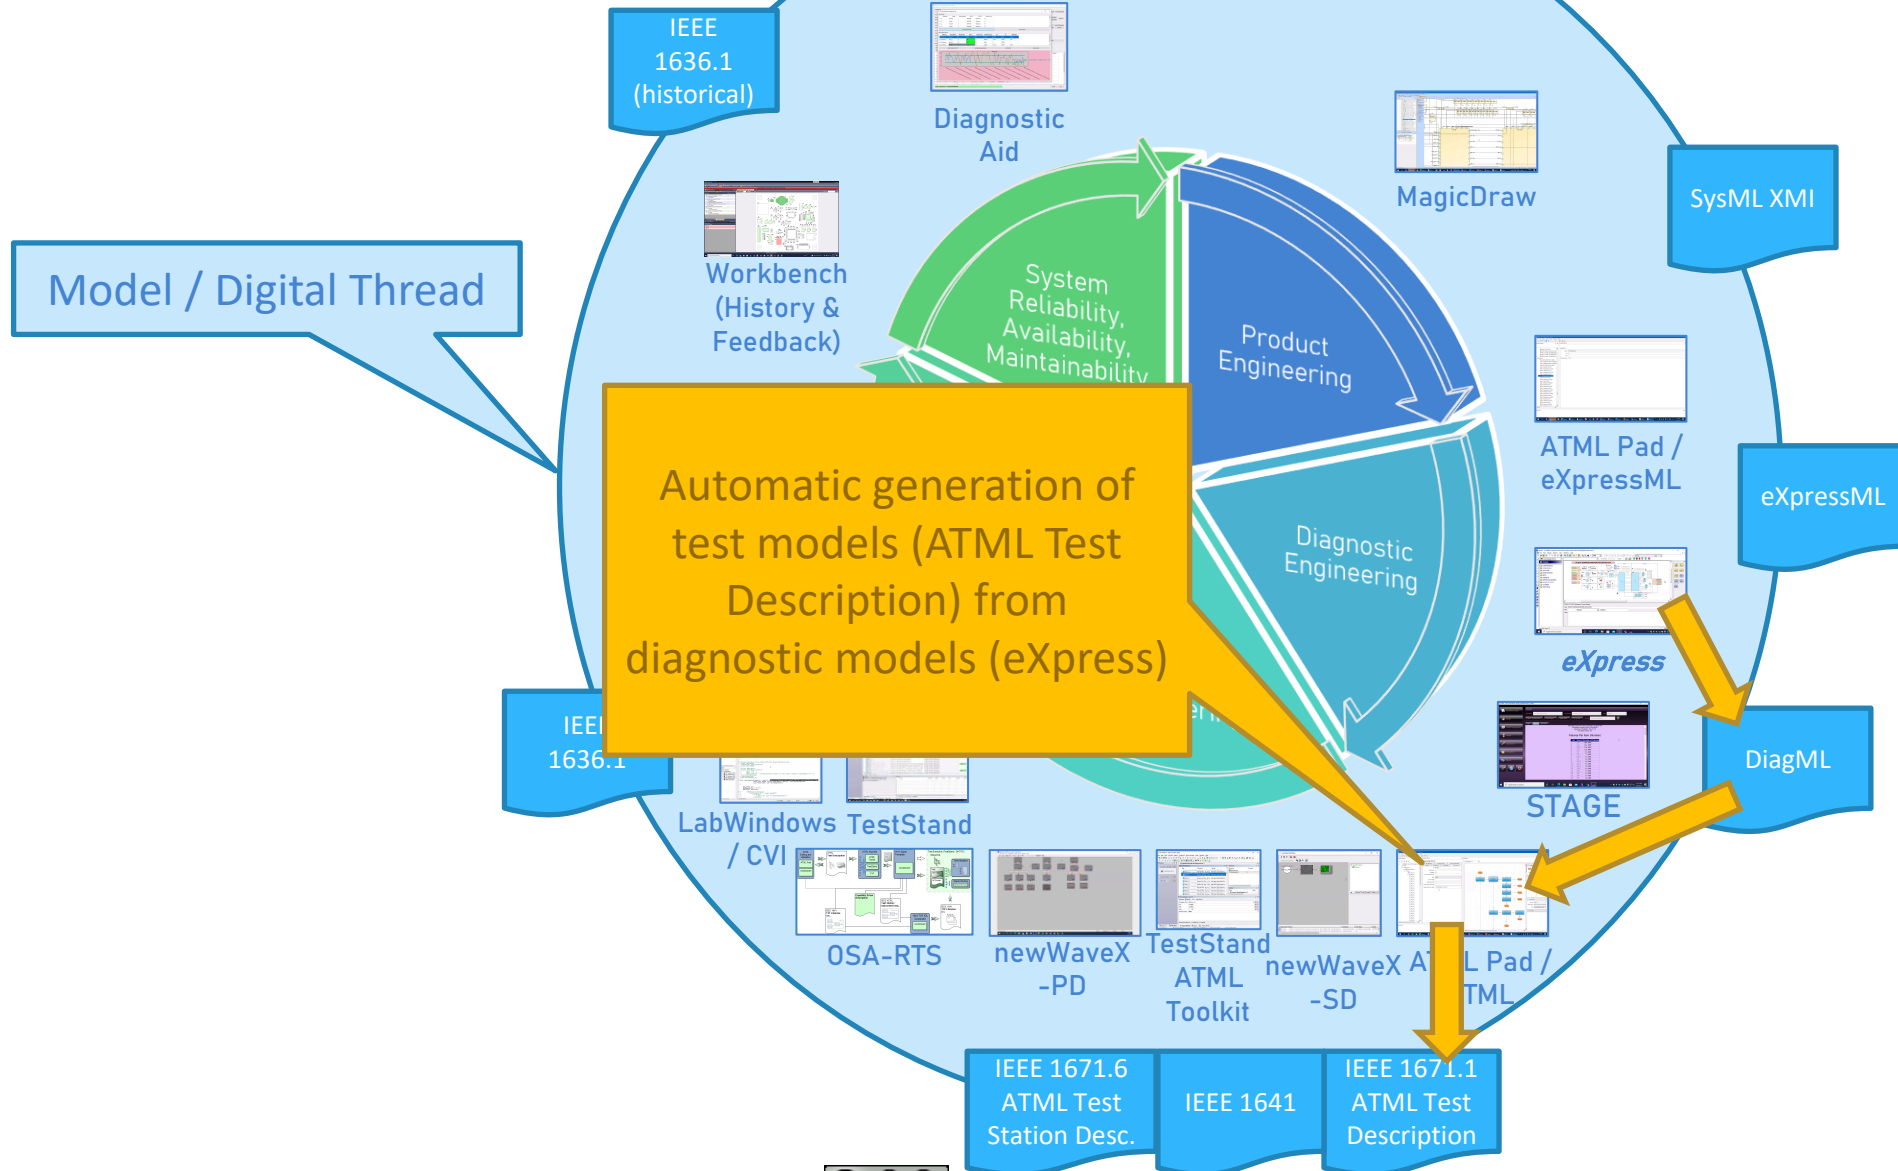 IEEE
1636.1
(historical)
Diagnostic
Aid
MagicDraw
SysML XMI
Workbench
(History &
Feedback)
Model / Digital Thread
System
Reliability,
Availability,
Maintainability
Product
Engineering
ATML Pad /
eXpressML
eXpressML
Automatic generation of
test models (ATML Test
Description) from
diagnostic models (eXpress)
Diagnostic
Engineering
eXpress
IEEE
1636.1
DiagML
STAGE
LabWindows
/ CVI
TestStand
OSA-RTS
newWaveX
-PD
TestStand
ATML
Toolkit
newWaveX
-SD
Pad /
IEEE 1671.6
ATML Test
Station Desc.
IEEE 1641
IEEE 1671.1
ATML Test
Description